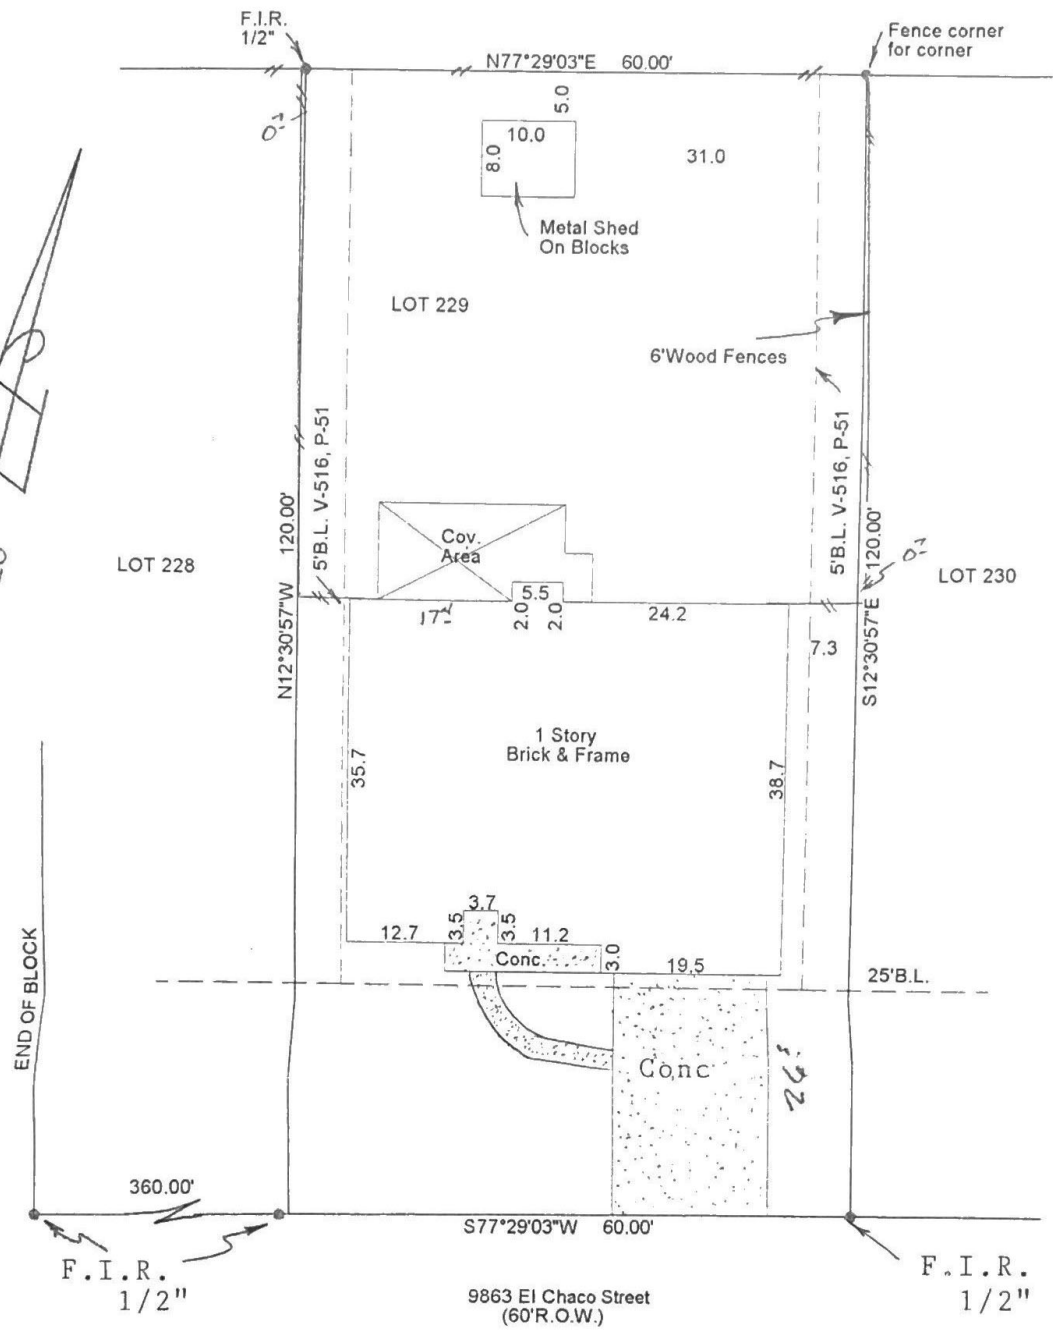 F.I.R.
1/2"
N77°29'03"E 60.00'
Fence corner
for corner
5.0
10.0
8.0
31.0
Metal Shed
On Blocks
LOT 229
6'Wood Fences
5'B.L. V-516, P-51
5'B.L. V-516, P-51
N12°30'57"W 120.00'
S12°30'57"E 120.00'
Cov.
Area
LOT 228
LOT 230
5.5
2.0
2.0
24.2
7.3
1 Story
Brick & Frame
35.7
38.7
3.7
12.7
3.5
3.5
11.2
Conc.
3.0
19.5
END OF BLOCK
25'B.L.
Conc
360.00'
S77°29'03"W 60.00'
F.I.R.
1/2"
F.I.R.
1/2"
9863 El Chaco Street
(60'R.O.W.)